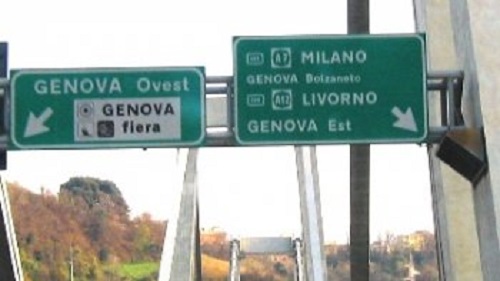 GENOVA Ovest
GENOVA
fiera
A7 MILANO
GENOVA Bolzaneto
A12 LIVORNO
GENOVA Est